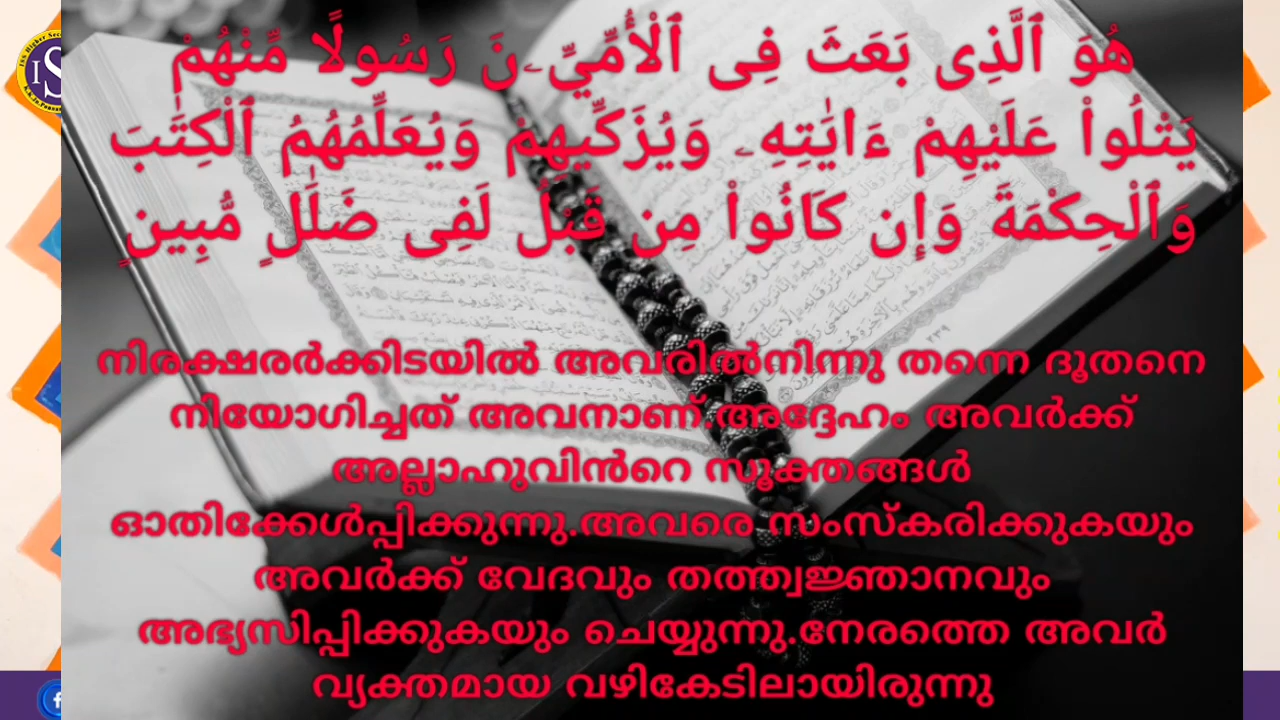 هُوَ ٱلَّذِى بَعَثَ فِى ٱلْأُمِّيِّـۧنَ رَسُولًا مِّنْهُمْ
يَتْلُوا۟ عَلَيْهِمْ ءَايَٰتِهِۦ وَيُزَكِّيهِمْ وَيُعَلِّمُهُمُ ٱلْكِتَٰبَ
وَٱلْحِكْمَةَ وَإِن كَانُوا۟ مِن قَبْلُ لَفِى ضَلَٰلٍ مُّبِينٍ
നിരക്ഷരർക്കിടയിൽ അവരിൽനിന്നു തന്നെ ദൂതനെ
നിയോഗിച്ചത് അവനാണ്.അദ്ദേഹം അവർക്ക്
അല്ലാഹുവിൻറെ സൂക്തങ്ങൾ
ഓതിക്കേൾപ്പിക്കുന്നു.അവരെ സംസ്കരിക്കുകയും
അവർക്ക് വേദവും തത്ത്വജ്ഞാനവും
അഭ്യസിപ്പിക്കുകയും ചെയ്യുന്നു.നേരത്തെ അവർ
വ്യക്തമായ വഴികേടിലായിരുന്നു